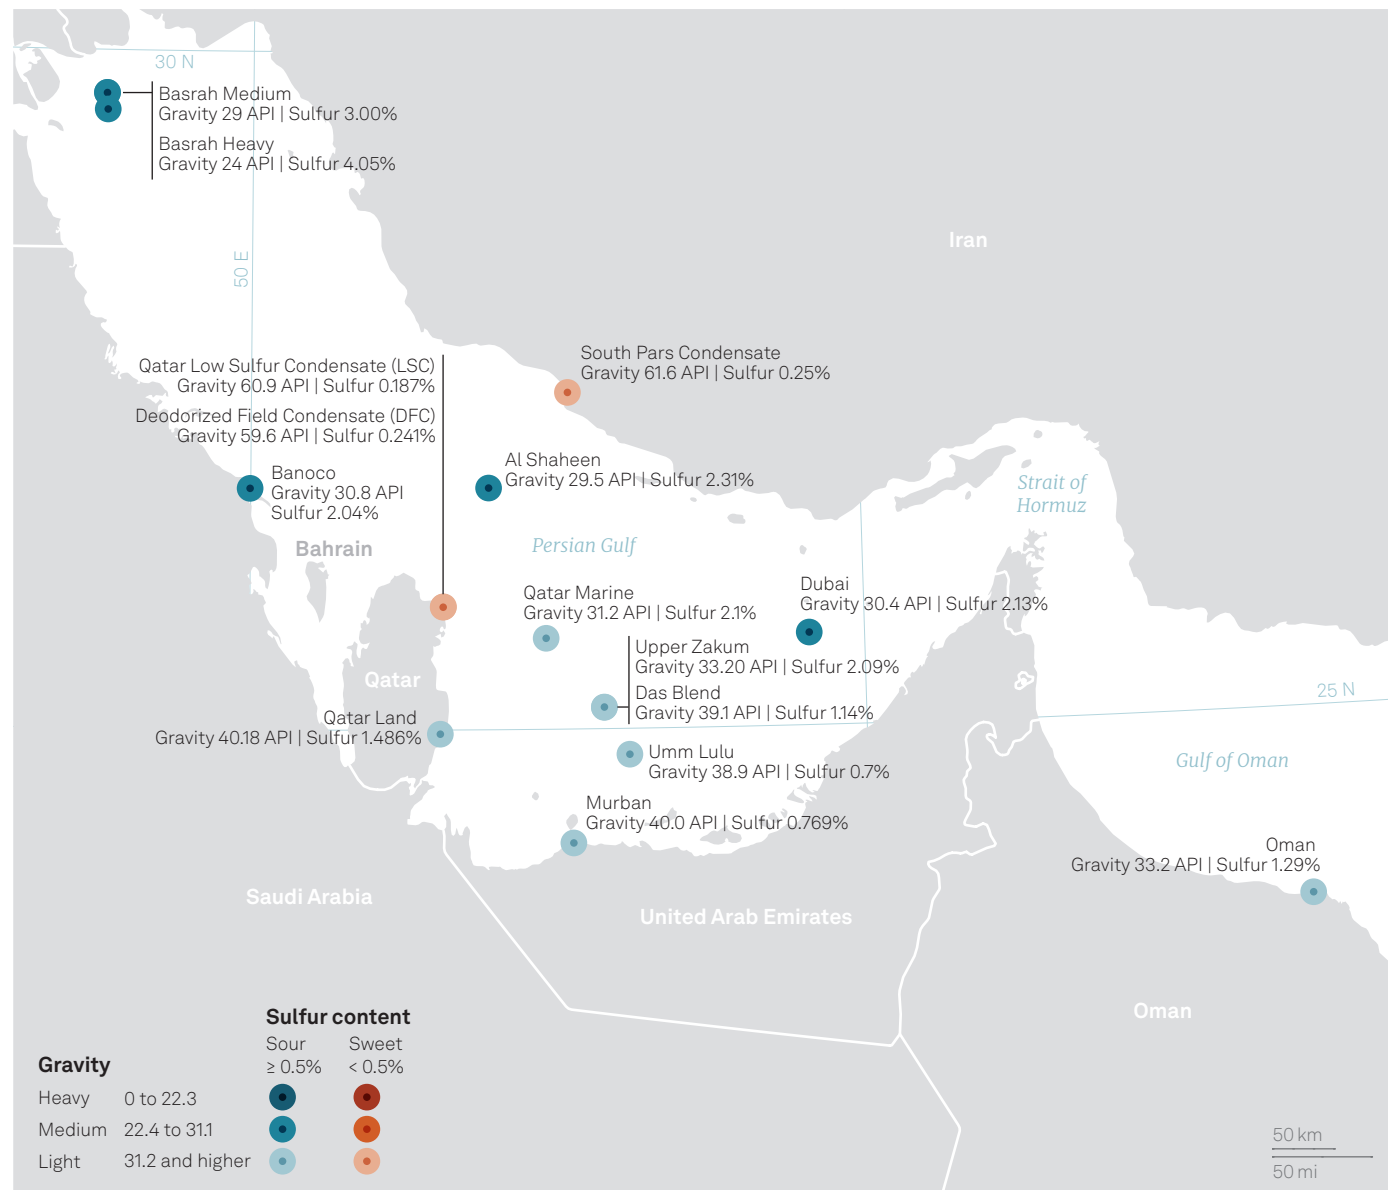 30 N
Basrah Medium
Gravity 29 API | Sulfur 3.00%
Basrah Heavy
Gravity 24 API | Sulfur 4.05%
Iran
50 E
South Pars Condensate
Gravity 61.6 API | Sulfur 0.25%
Qatar Low Sulfur Condensate (LSC)
Gravity 60.9 API | Sulfur 0.187%
Deodorized Field Condensate (DFC)
Gravity 59.6 API | Sulfur 0.241%
Banoco
Gravity 30.8 API
Sulfur 2.04%
Al Shaheen
Gravity 29.5 API | Sulfur 2.31%
Strait of
Hormuz
Bahrain
Persian Gulf
Qatar Marine
Gravity 31.2 API | Sulfur 2.1%
Dubai
Gravity 30.4 API | Sulfur 2.13%
Upper Zakum
Gravity 33.20 API | Sulfur 2.09%
Das Blend
Gravity 39.1 API | Sulfur 1.14%
Qatar
25 N
Qatar Land
Gravity 40.18 API | Sulfur 1.486%
Umm Lulu
Gravity 38.9 API | Sulfur 0.7%
Gulf of Oman
Murban
Gravity 40.0 API | Sulfur 0.769%
Oman
Gravity 33.2 API | Sulfur 1.29%
Saudi Arabia
United Arab Emirates
Oman
Sulfur content
Sour
≥ 0.5%
Sweet
< 0.5%
Gravity
Heavy 0 to 22.3
Medium 22.4 to 31.1
Light 31.2 and higher
50 km
50 mi